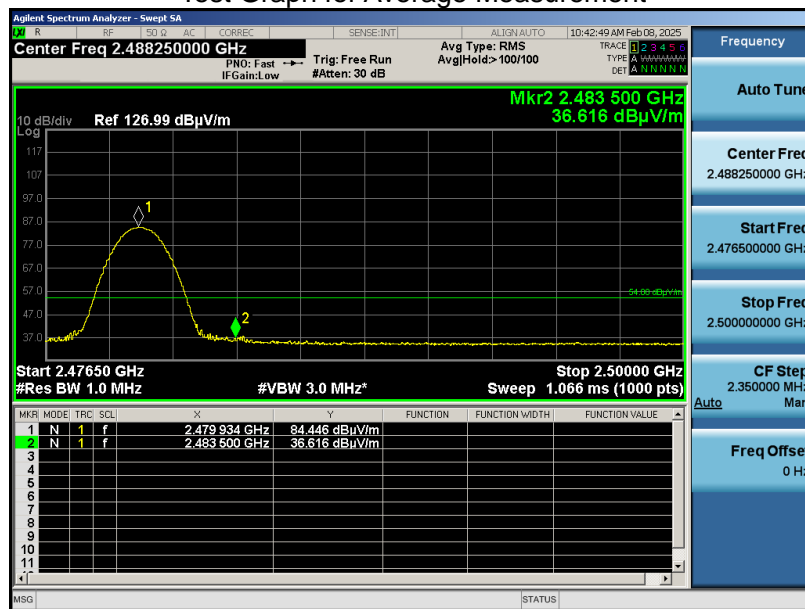 Test Graph for Average Measurement
Agilent Spectrum Analyzer - Swept SA
LXI R RF 50 Ω AC CORREC SENSE:INT ALIGN AUTO 10:42:49 AM Feb 08, 2025
Center Freq 2.488250000 GHz
PNO: Fast
IFGain:Low
Trig: Free Run
#Atten: 30 dB
Avg Type: RMS
Avg|Hold:>100/100
TRACE 1 2 3 4 5 6
TYPE A WWWWW
DET A N N N N N
Mkr2 2.483 500 GHz
36.616 dBµV/m
10 dB/div Ref 126.99 dBµV/m
Log
117
107
97.0
87.0
77.0
67.0
57.0
47.0
37.0
1
2
54.00 dBµV/m
Start 2.47650 GHz Stop 2.50000 GHz
#Res BW 1.0 MHz #VBW 3.0 MHz* Sweep 1.066 ms (1000 pts)
MKR MODE TRC SCL X Y FUNCTION FUNCTION WIDTH FUNCTION VALUE
1 N 1 f 2.479 934 GHz 84.446 dBµV/m
2 N 1 f 2.483 500 GHz 36.616 dBµV/m
3
4
5
6
7
8
9
10
11
MSG STATUS
Frequency
Auto Tune
Center Freq
2.488250000 GHz
Start Freq
2.476500000 GHz
Stop Freq
2.500000000 GHz
CF Step
2.350000 MHz
Auto Man
Freq Offset
0 Hz